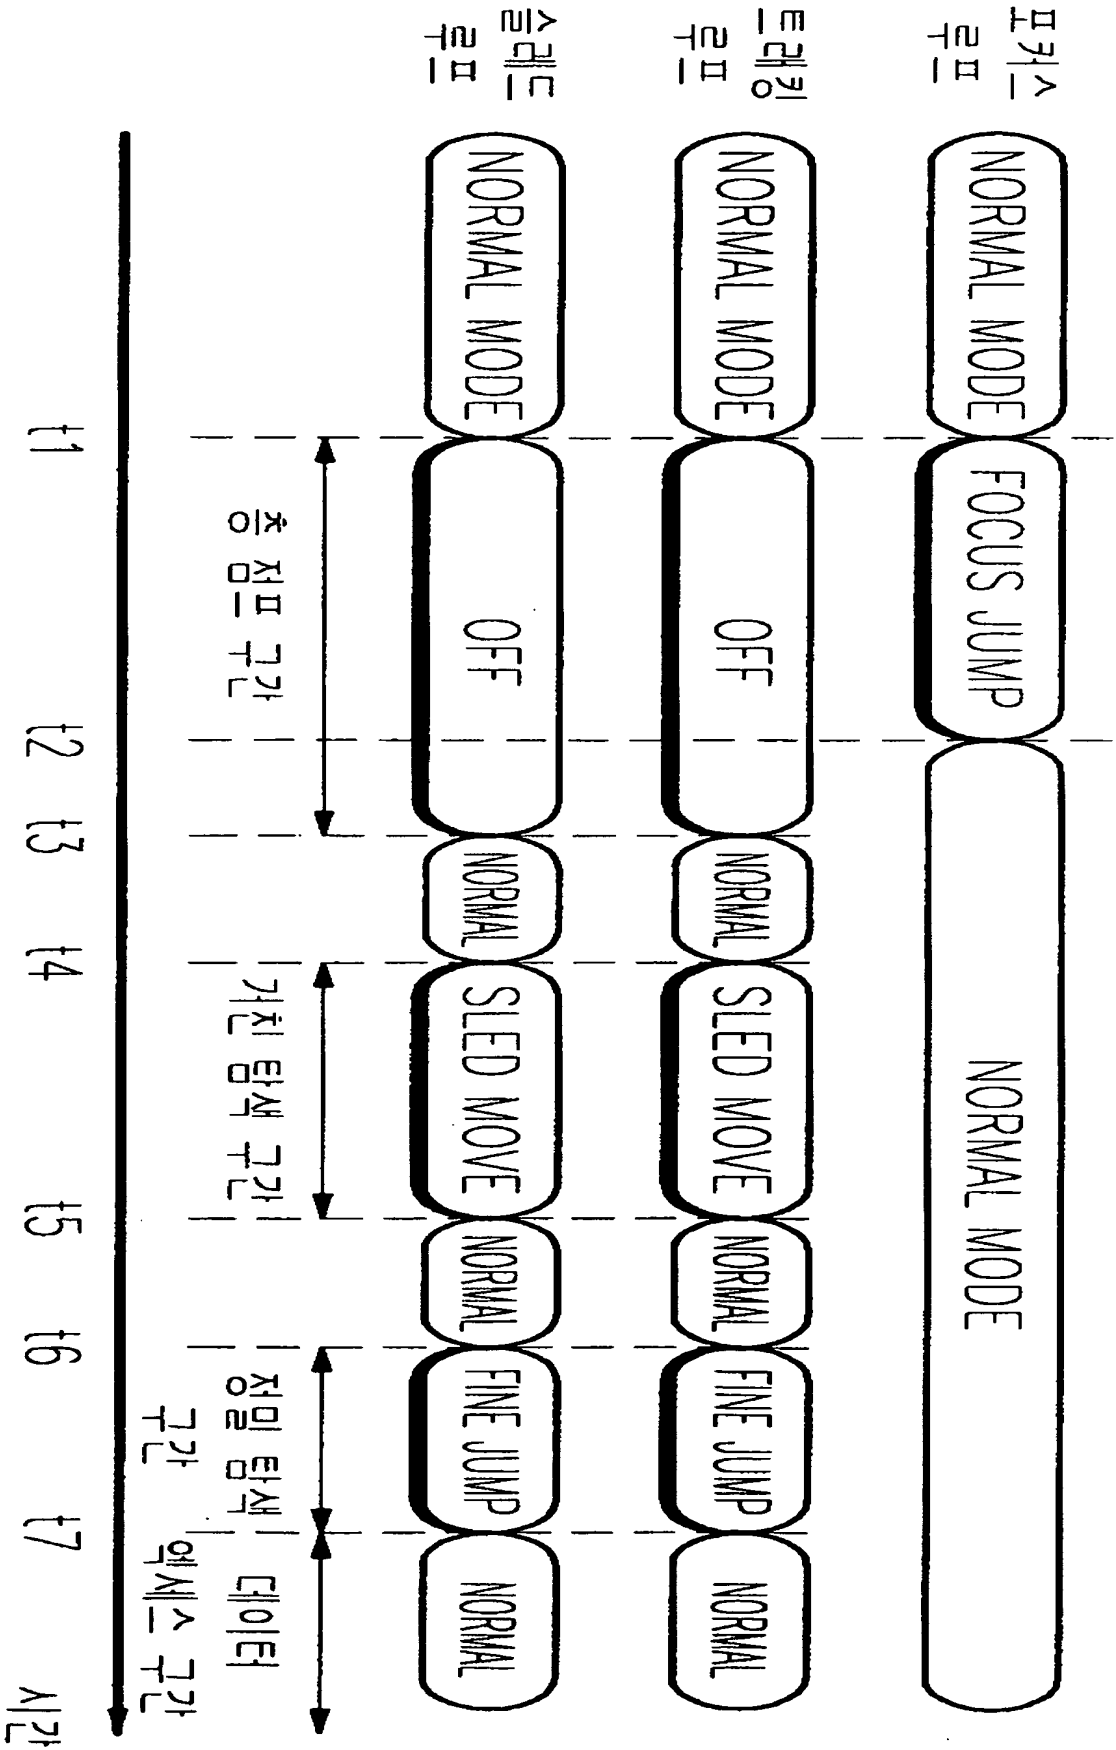 포커스
루프
NORMAL MODE
FOCUS JUMP
NORMAL MODE
트래킹
루프
NORMAL MODE
OFF
NORMAL
SLED MOVE
NORMAL
FINE JUMP
NORMAL
슬레드
루프
NORMAL MODE
OFF
NORMAL
SLED MOVE
NORMAL
FINE JUMP
NORMAL
층 점프 구간
거친 탐색 구간
정밀 탐색
구간
데이터
액세스 구간
t1
t2
t3
t4
t5
t6
t7
시간